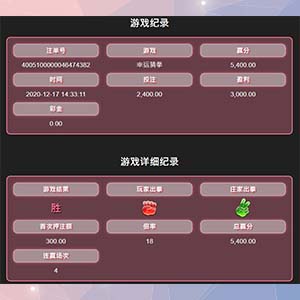 游戏纪录
注单号 游戏 赢分
4005100000046474382 幸运猜拳 5,400.00
时间 投注 盈利
2020-12-17 14:33:11 2,400.00 3,000.00
彩金
0.00
游戏详细纪录
游戏结果 玩家出拳 庄家出拳
胜
首次押注额 倍率 总赢分
300.00 18 5,400.00
连赢场次
4